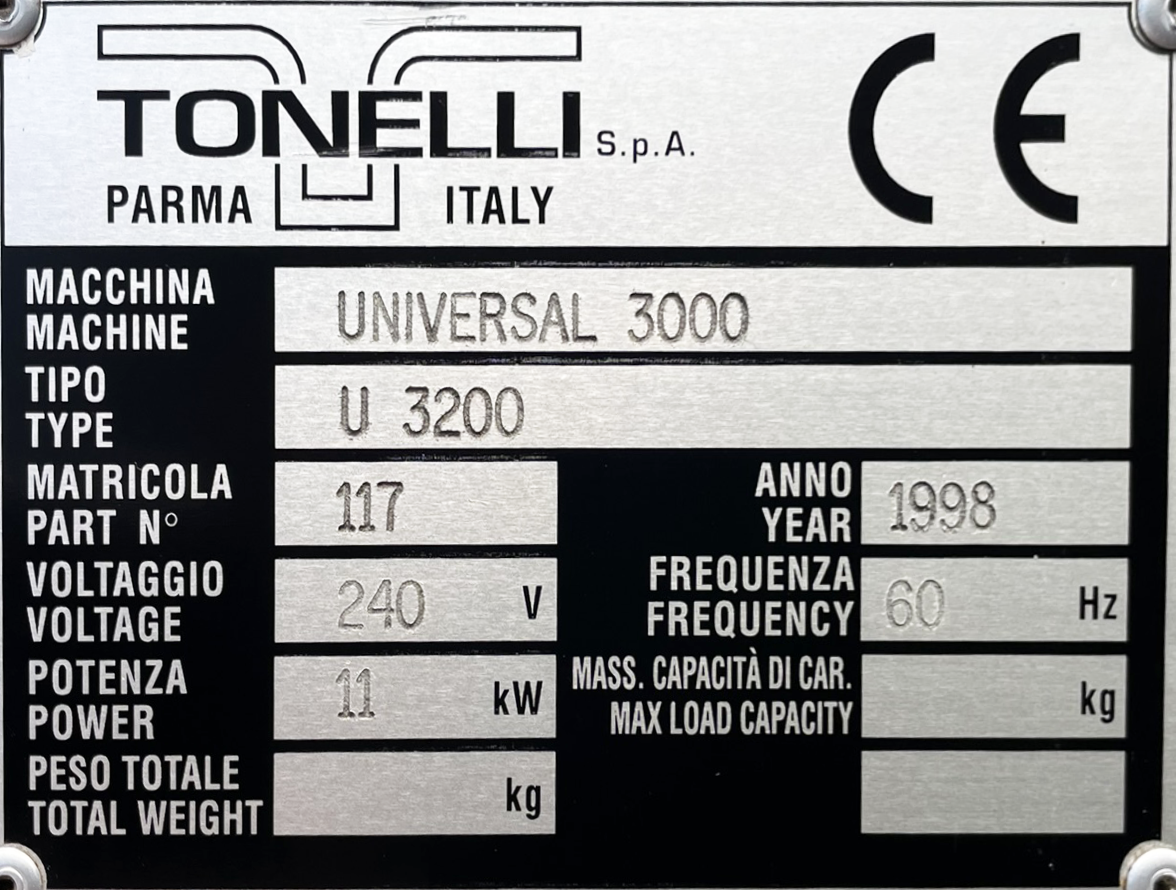 TONELLI S.p.A.
PARMA ITALY
CE
MACCHINA
MACHINE
UNIVERSAL 3000
TIPO
TYPE
U 3200
MATRICOLA
PART N°
117
ANNO
YEAR
1998
VOLTAGGIO
VOLTAGE
240 V
FREQUENZA
FREQUENCY
60 Hz
POTENZA
POWER
11 kW
MASS. CAPACITÀ DI CAR.
MAX LOAD CAPACITY
kg
PESO TOTALE
TOTAL WEIGHT
kg